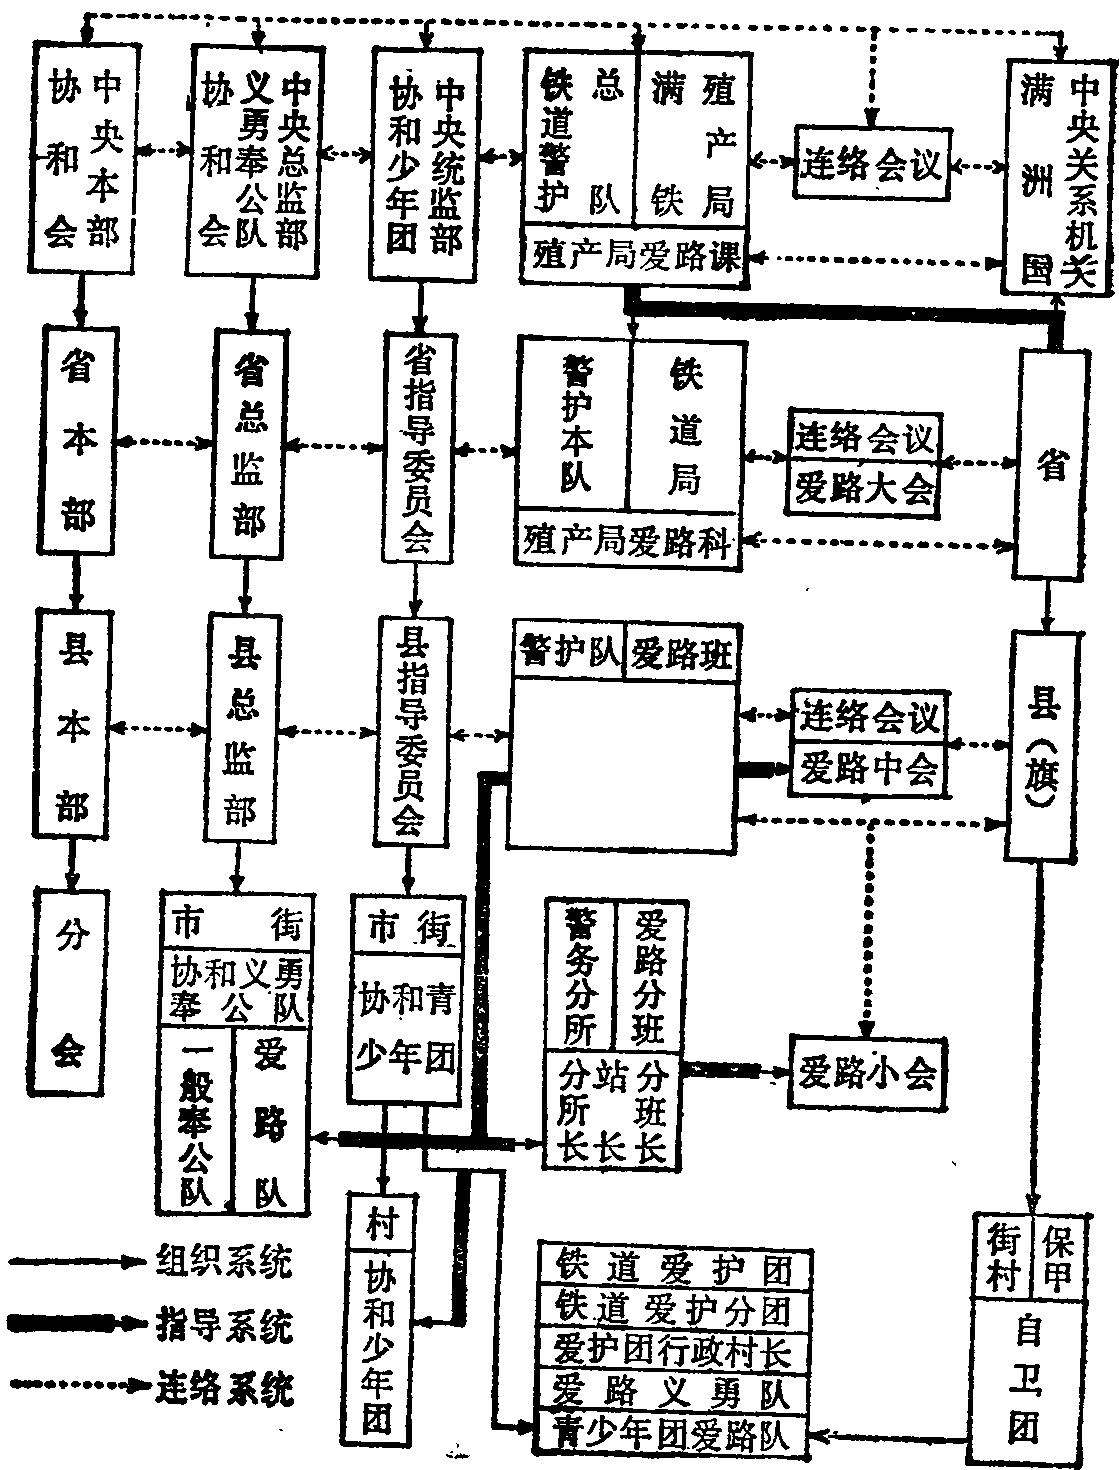 协和会
中央本部
协和会
义勇奉公队
中央总监部
协和少年团
中央统监部
铁道警护
总队
满铁
殖产局
殖产局爱路课
连络会议
满洲国
中央关系机关
省本部
省总监部
省指导委员会
警护本队
铁道局
殖产局爱路科
连络会议
爱路大会
省
县本部
县总监部
县指导委员会
警护队
爱路班
连络会议
爱路中会
县(旗)
分会
市街
协和义勇
奉公队
一般奉公队
爱路队
市街
协和青
少年团
警务分所
爱路分班
分所长
站长
分班长
爱路小会
村
协和少年团
铁道爱护团
铁道爱护分团
爱护团行政村长
爱路义勇队
青少年团爱路队
街村
保甲
自卫团
组织系统
指导系统
连络系统